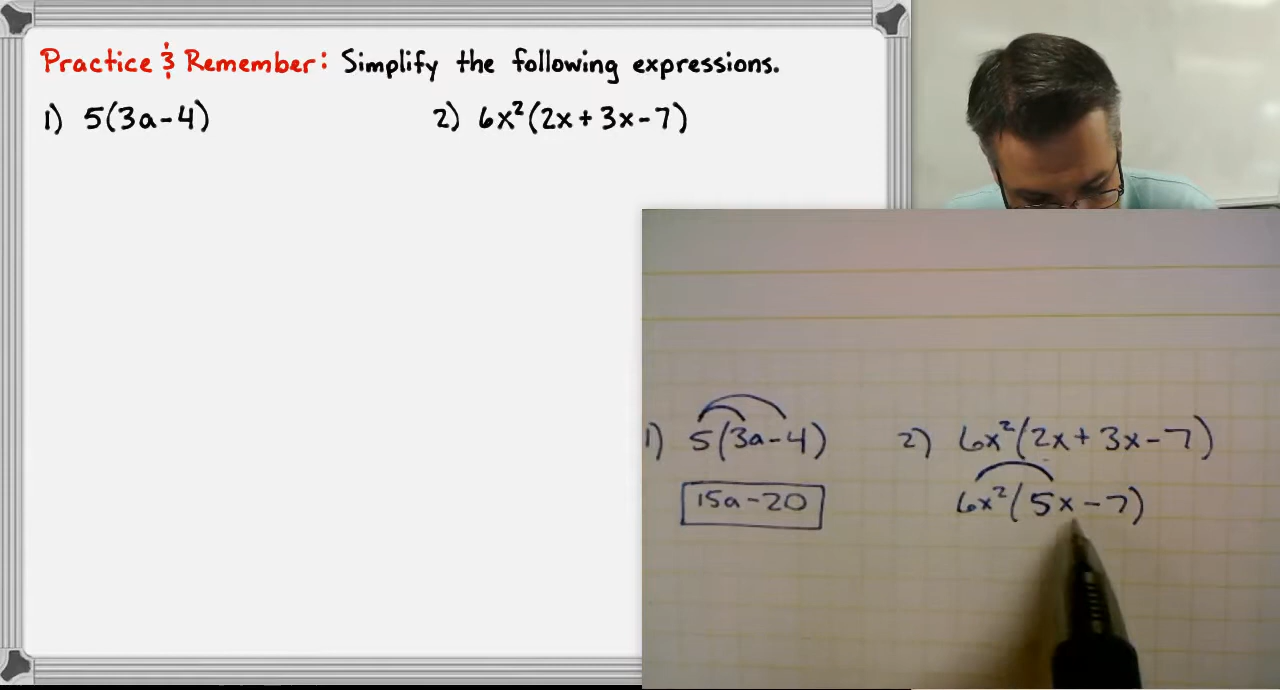 Practice & Remember: Simplify the following expressions.
1) 5(3a-4) 2) 6x²(2x+3x-7)
1) 5(3a-4) 2) 6x²(2x+3x-7)
15a-20 6x²(5x-7)